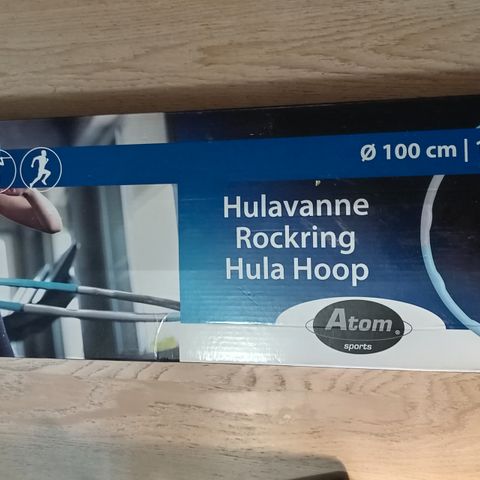 Ø 100 cm |
Hulavanne
Rockring
Hula Hoop
Atom
sports